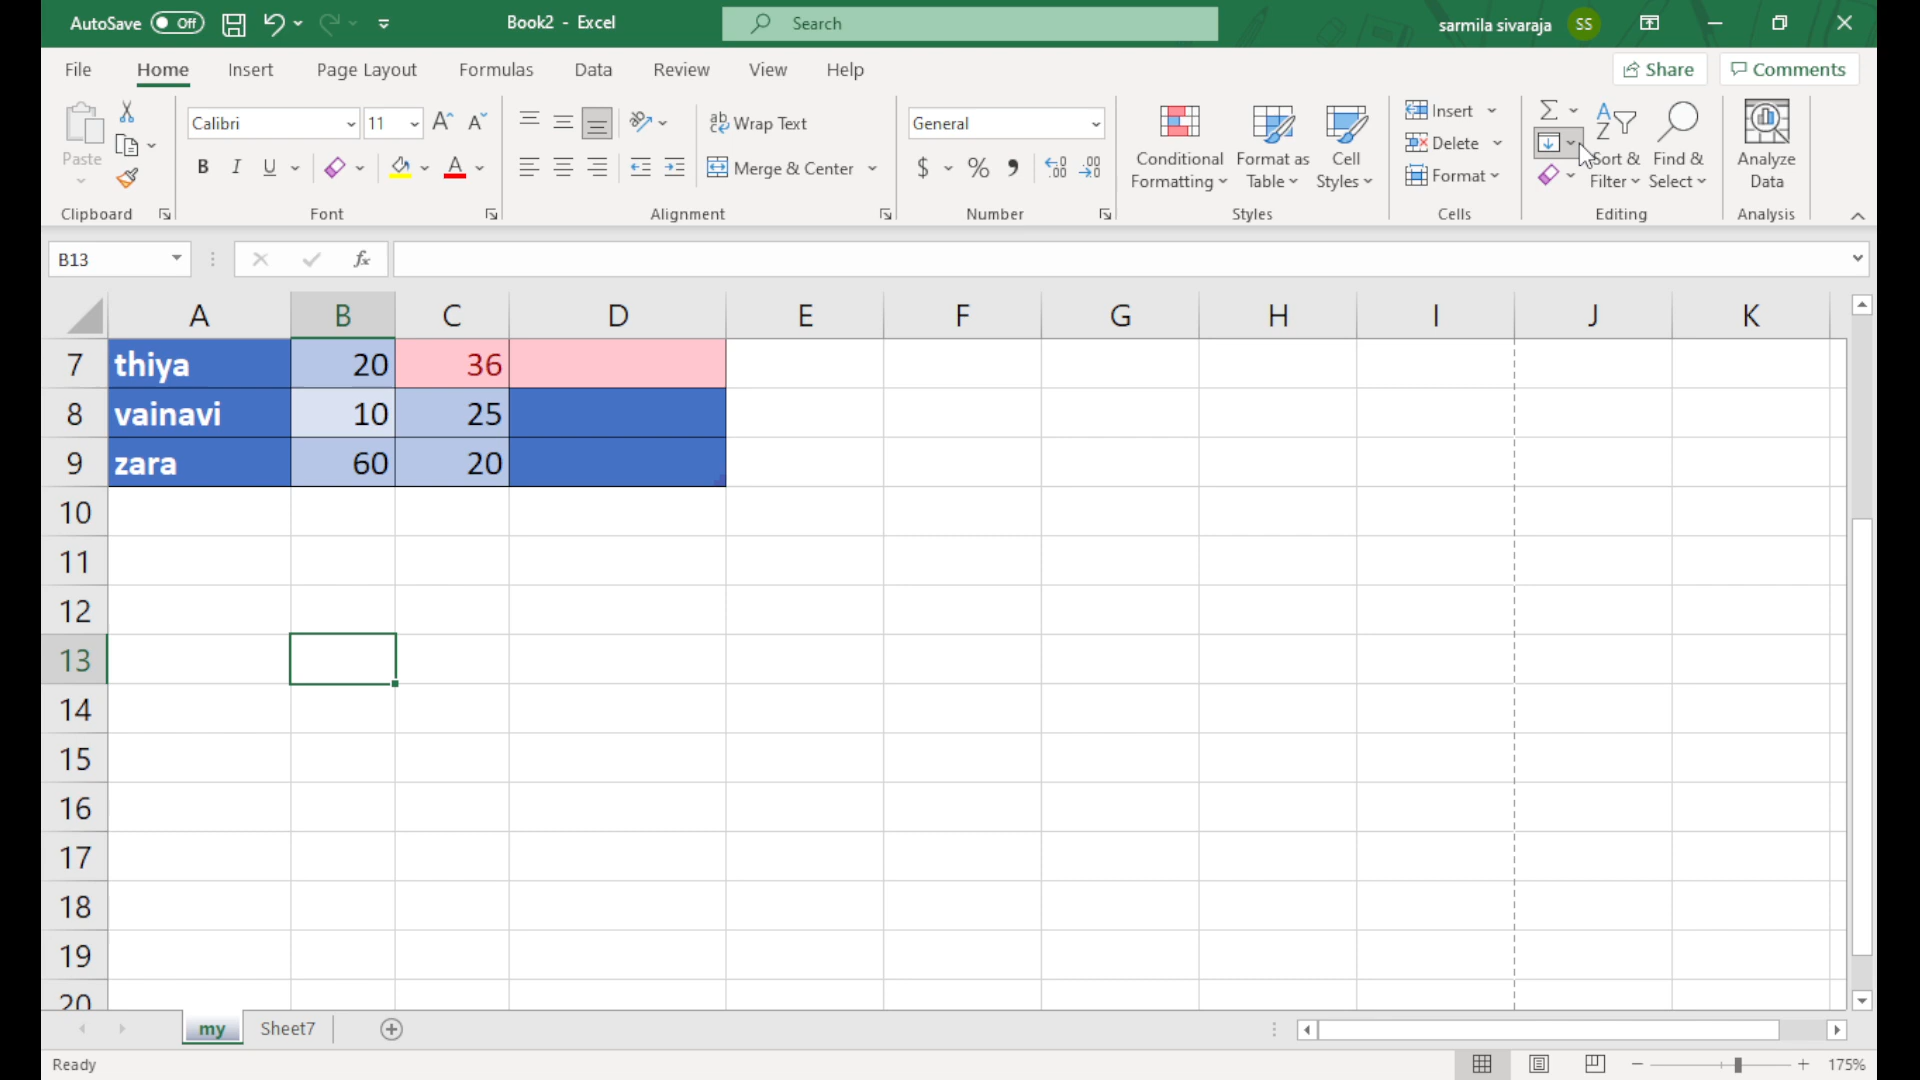 AutoSave Off Book2 - Excel Search sarmila sivaraja SS
File Home Insert Page Layout Formulas Data Review View Help Share Comments
Paste
Calibri 11
B I U A
ab Wrap Text
Merge & Center
General
$ % 9
Conditional Formatting
Format as Table
Cell Styles
Insert
Delete
Format
Sort & Filter
Find & Select
Analyze Data
Clipboard Font Alignment Number Styles Cells Editing Analysis
B13 fx
A B C D E F G H I J K
7 thiya 20 36
8 vainavi 10 25
9 zara 60 20
10
11
12
13
14
15
16
17
18
19
20
my Sheet7
Ready 175%